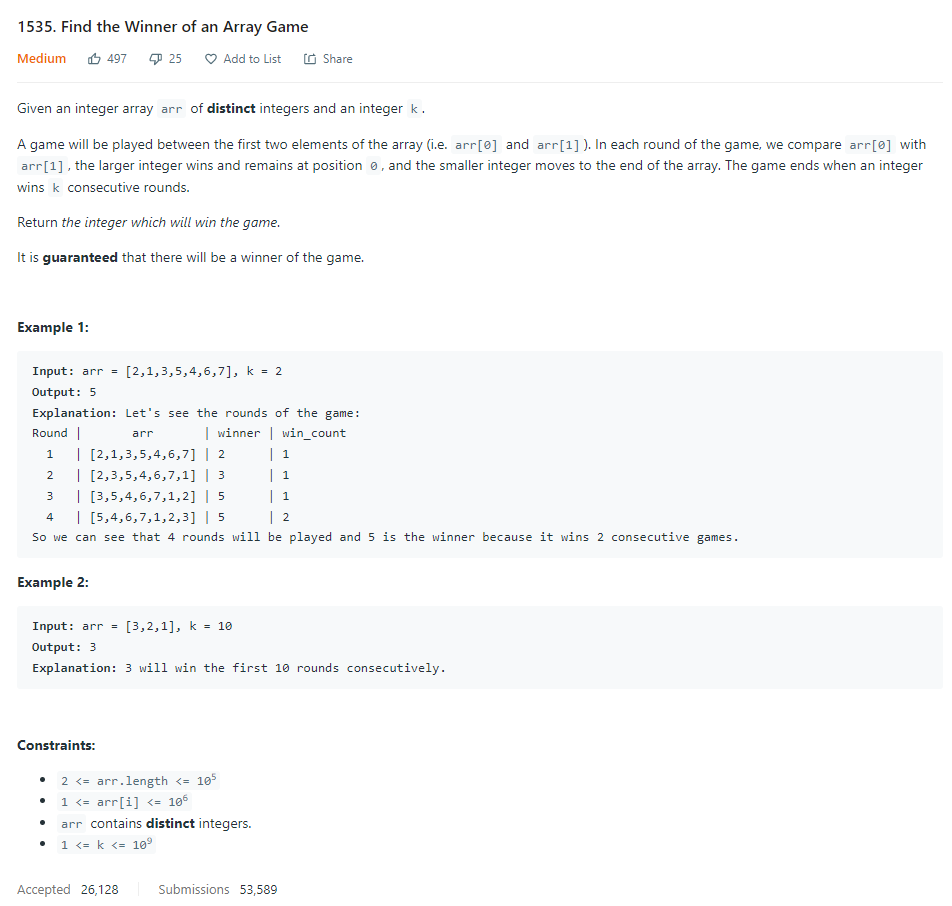 1535. Find the Winner of an Array Game
Medium 497 25 Add to List Share
Given an integer array arr of distinct integers and an integer k.
A game will be played between the first two elements of the array (i.e. arr[0] and arr[1]). In each round of the game, we compare arr[0] with
arr[1], the larger integer wins and remains at position 0, and the smaller integer moves to the end of the array. The game ends when an integer
wins k consecutive rounds.
Return the integer which will win the game.
It is guaranteed that there will be a winner of the game.
Example 1:
Input: arr = [2,1,3,5,4,6,7], k = 2
Output: 5
Explanation: Let's see the rounds of the game:
Round | arr | winner | win_count
1 | [2,1,3,5,4,6,7] | 2 | 1
2 | [2,3,5,4,6,7,1] | 3 | 1
3 | [3,5,4,6,7,1,2] | 5 | 1
4 | [5,4,6,7,1,2,3] | 5 | 2
So we can see that 4 rounds will be played and 5 is the winner because it wins 2 consecutive games.
Example 2:
Input: arr = [3,2,1], k = 10
Output: 3
Explanation: 3 will win the first 10 rounds consecutively.
Constraints:
• 2 <= arr.length <= 10⁵
• 1 <= arr[i] <= 10⁶
• arr contains distinct integers.
• 1 <= k <= 10⁹
Accepted 26,128 Submissions 53,589